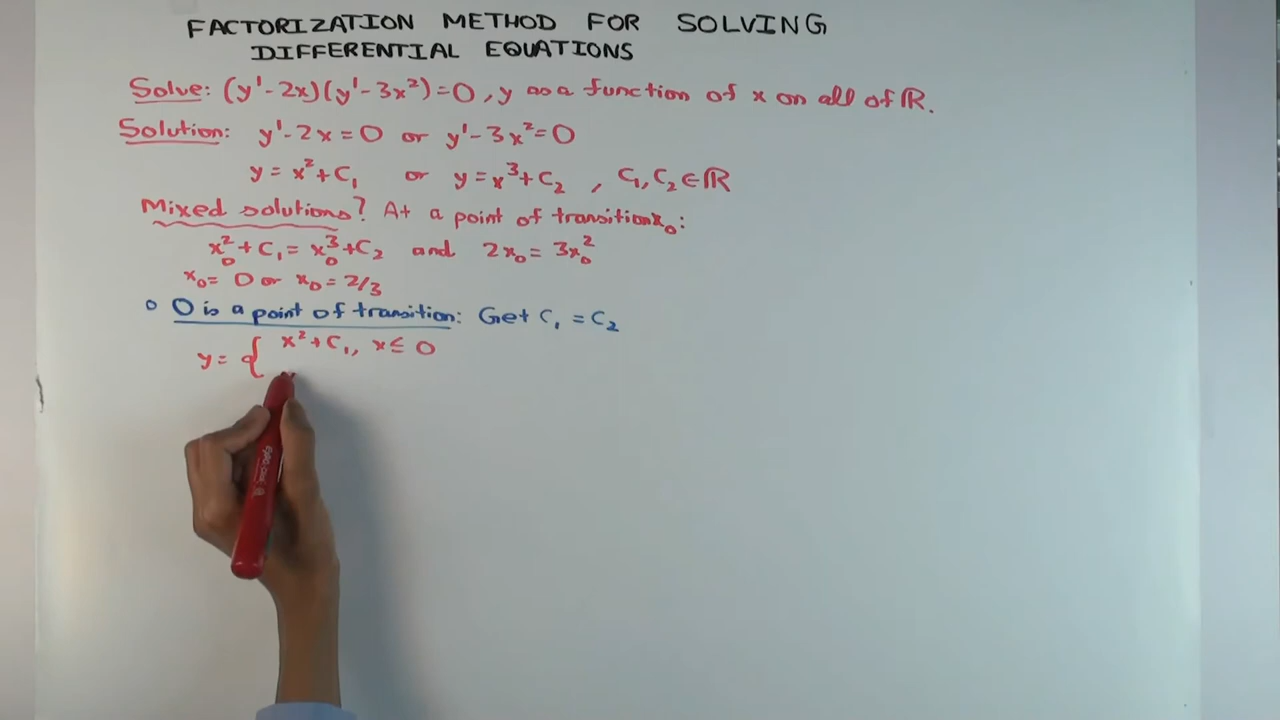 FACTORIZATION METHOD FOR SOLVING
DIFFERENTIAL EQUATIONS
Solve: (y'-2x)(y'-3x²)=0, y as a function of x on all of ℝ.
Solution: y'-2x=0 or y'-3x²=0
y = x²+C₁ or y=x³+C₂ , C₁,C₂∈ℝ
Mixed solutions? At a point of transition x₀:
x₀²+C₁=x₀³+C₂ and 2x₀=3x₀²
x₀= 0 or x₀=2/3
0 is a point of transition: Get C₁=C₂
y= { x²+C₁, x≤0